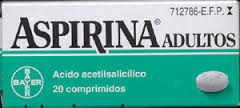 712786-E.F.P.
ASPIRINA® ADULTOS
BAYER
Acido acetilsalicílico
20 comprimidos